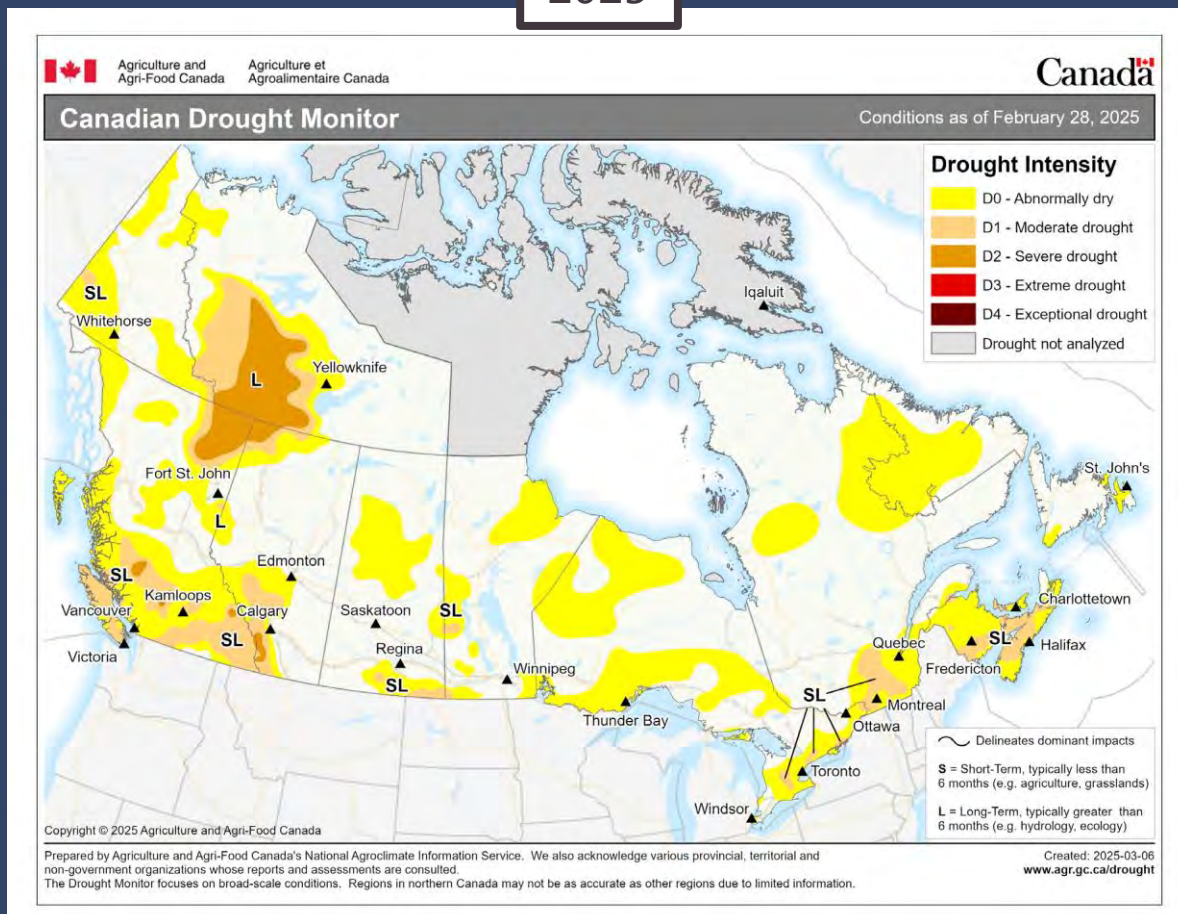 2025
Agriculture and
Agri-Food Canada
Agriculture et
Agroalimentaire Canada
Canada
Canadian Drought Monitor
Conditions as of February 28, 2025
Drought Intensity
D0 - Abnormally dry
D1 - Moderate drought
D2 - Severe drought
D3 - Extreme drought
D4 - Exceptional drought
Drought not analyzed
Iqaluit
SL
Whitehorse
L
Yellowknife
Fort St. John
L
St. John's
Edmonton
SL
Kamloops
Vancouver
Calgary
Saskatoon
SL
Charlottetown
SL
Victoria
Regina
Quebec
SL
Halifax
Fredericton
SL
Winnipeg
SL
Montreal
Thunder Bay
Ottawa
Toronto
Windsor
Delineates dominant impacts
S = Short-Term, typically less than
6 months (e.g. agriculture, grasslands)
L = Long-Term, typically greater than
6 months (e.g. hydrology, ecology)
Copyright © 2025 Agriculture and Agri-Food Canada
Prepared by Agriculture and Agri-Food Canada's National Agroclimate Information Service. We also acknowledge various provincial, territorial and
non-government organizations whose reports and assessments are consulted.
The Drought Monitor focuses on broad-scale conditions. Regions in northern Canada may not be as accurate as other regions due to limited information.
Created: 2025-03-06
www.agr.gc.ca/drought